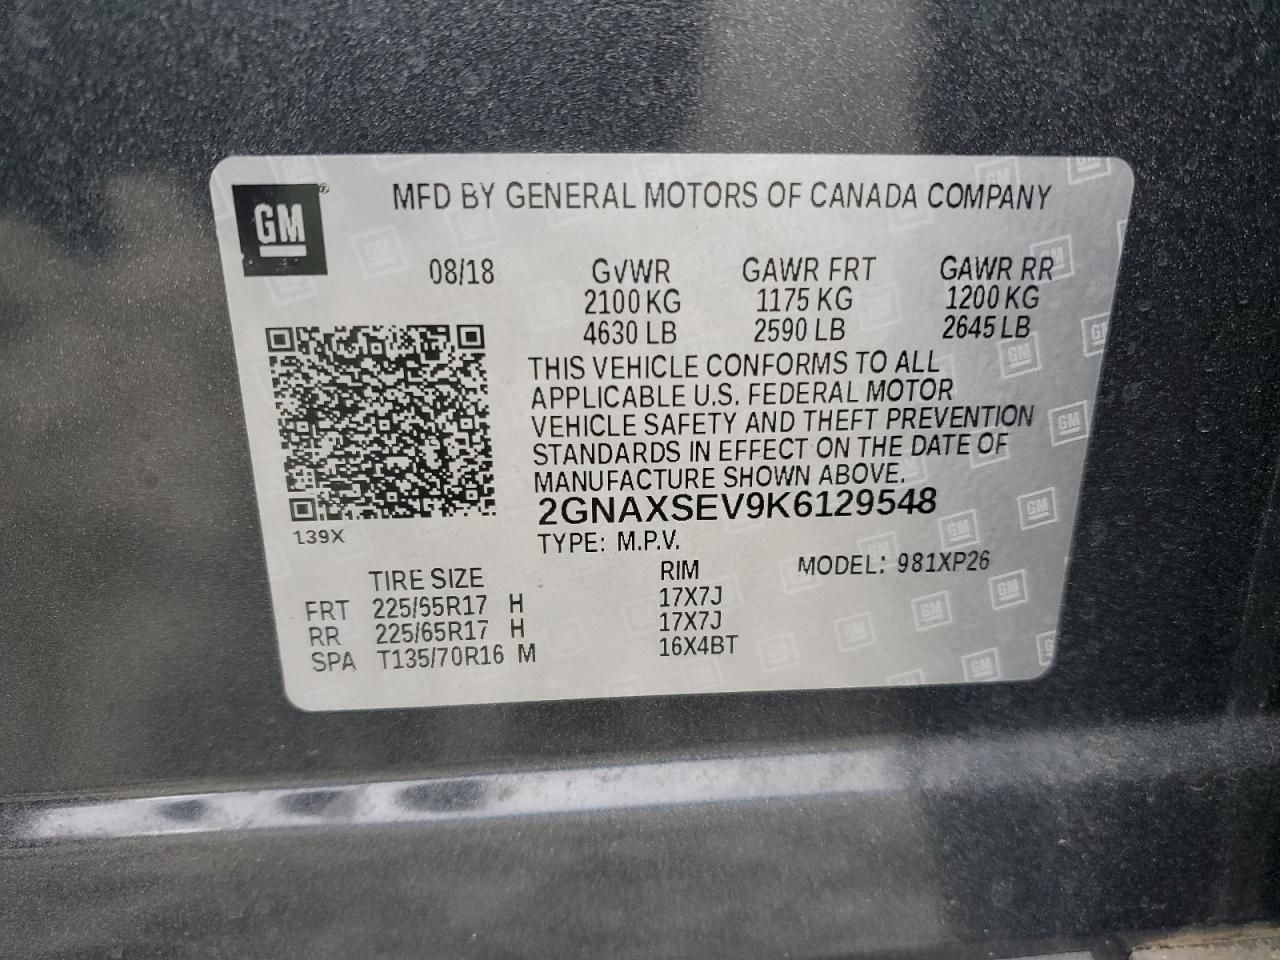 GM®
MFD BY GENERAL MOTORS OF CANADA COMPANY
08/18 GVWR GAWR FRT GAWR RR
2100 KG 1175 KG 1200 KG
4630 LB 2590 LB 2645 LB
THIS VEHICLE CONFORMS TO ALL
APPLICABLE U.S. FEDERAL MOTOR
VEHICLE SAFETY AND THEFT PREVENTION
STANDARDS IN EFFECT ON THE DATE OF
MANUFACTURE SHOWN ABOVE.
2GNAXSEV9K6129548
139X
TYPE: M.P.V.
MODEL: 981XP26
TIRE SIZE RIM
FRT 225/65R17 H 17X7J
RR 225/65R17 H 17X7J
SPA T135/70R16 M 16X4BT